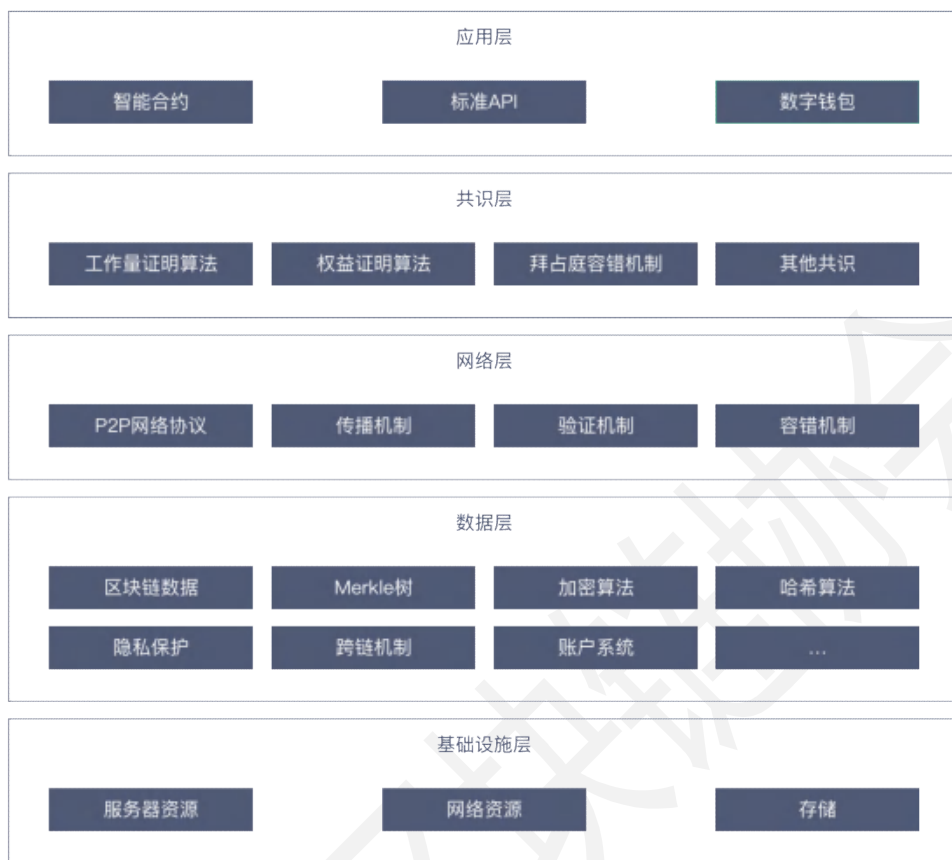 应用层
智能合约 标准API 数字钱包
共识层
工作量证明算法 权益证明算法 拜占庭容错机制 其他共识
网络层
P2P网络协议 传播机制 验证机制 容错机制
数据层
区块链数据 Merkle树 加密算法 哈希算法
隐私保护 跨链机制 账户系统 ...
基础设施层
服务器资源 网络资源 存储
区块链协会